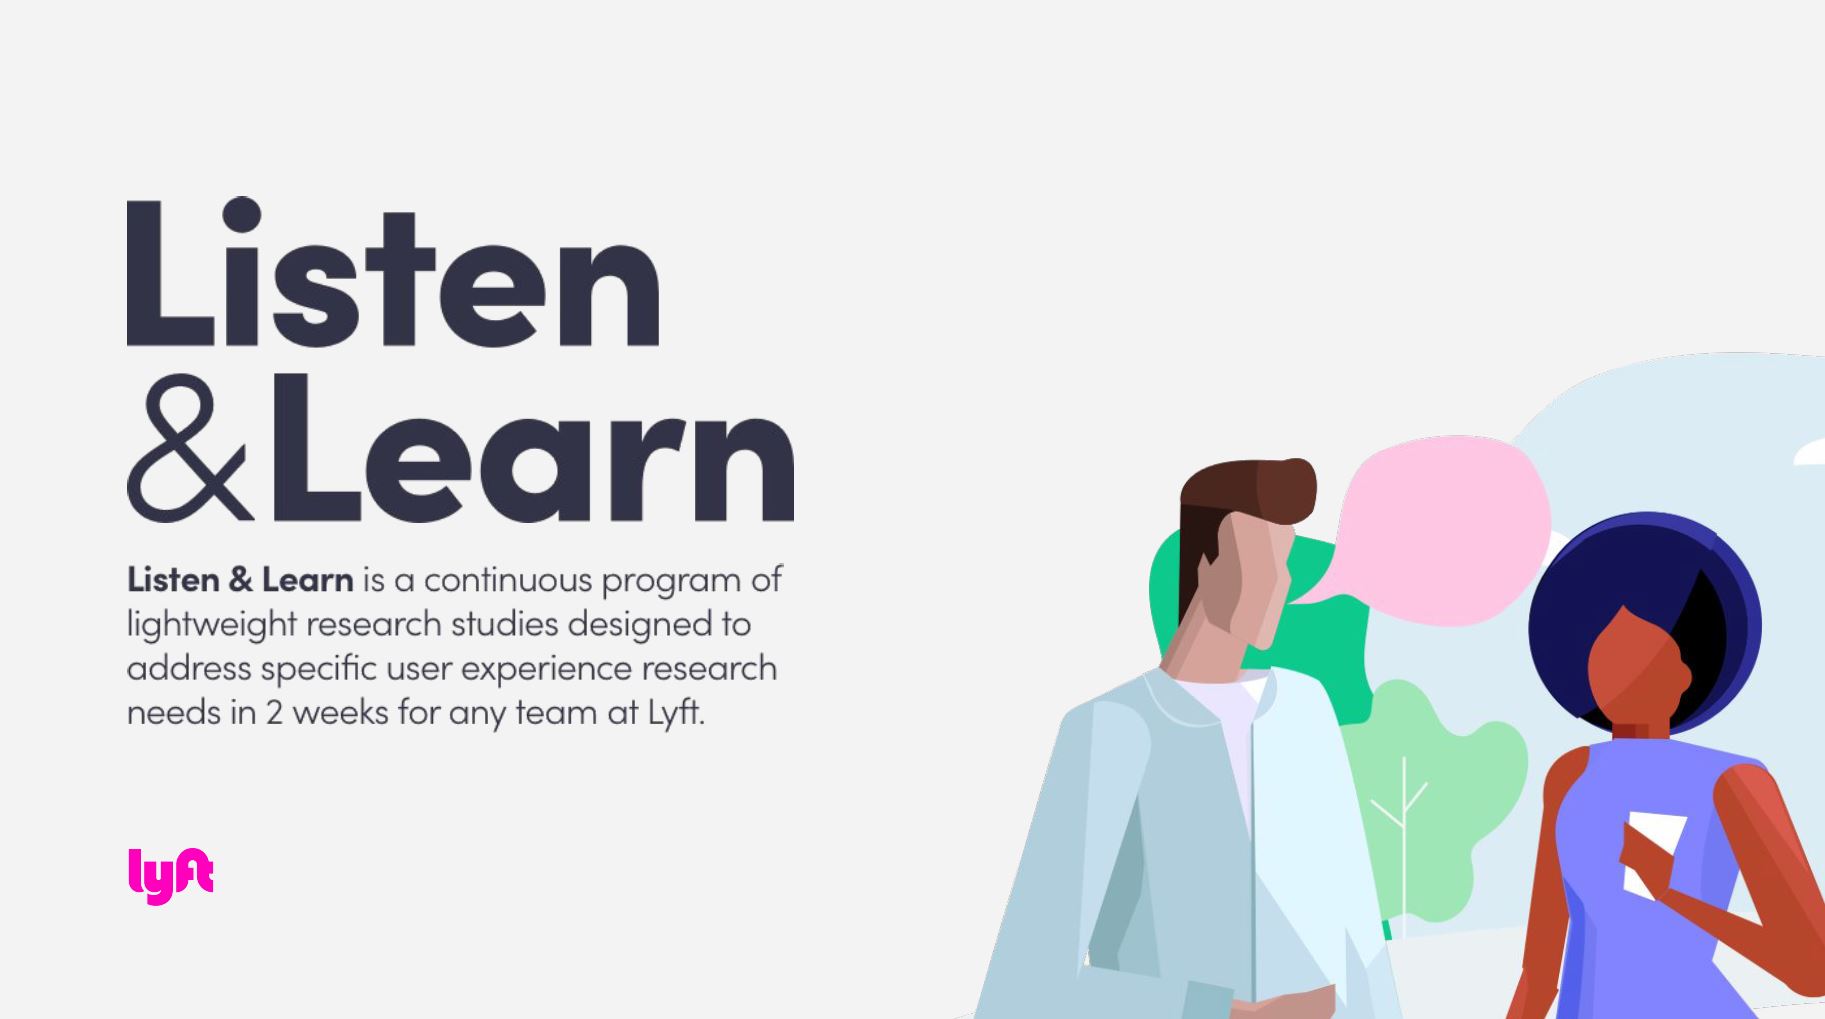 Listen
&Learn
Listen & Learn is a continuous program of
lightweight research studies designed to
address specific user experience research
needs in 2 weeks for any team at Lyft.
lyft